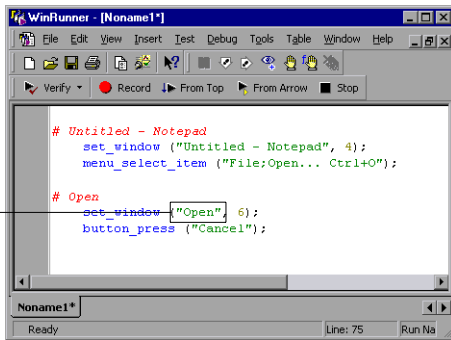 WinRunner - [Noname1*]
File Edit View Insert Test Debug Tools Table Window Help
Verify Record From Top From Arrow Stop
# Untitled - Notepad
set_window ("Untitled - Notepad", 4);
menu_select_item ("File;Open... Ctrl+O");
# Open
set_window ("Open", 6);
button_press ("Cancel");
Noname1*
Ready Line: 75 Run Na